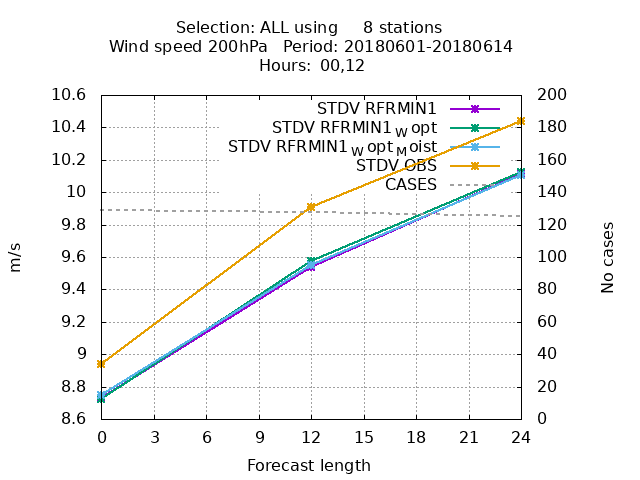 Selection: ALL using     8 stations
Wind speed 200hPa   Period: 20180601-20180614
Hours:  00,12
10.6
10.4
10.2
10
9.8
9.6
9.4
9.2
9
8.8
8.6
m/s
STDV RFRMIN1
STDV RFRMIN1 W opt
STDV RFRMIN1 W opt M oist
STDV OBS
CASES
200
180
160
140
120
100
80
60
40
20
0
No cases
0 3 6 9 12 15 18 21 24
Forecast length